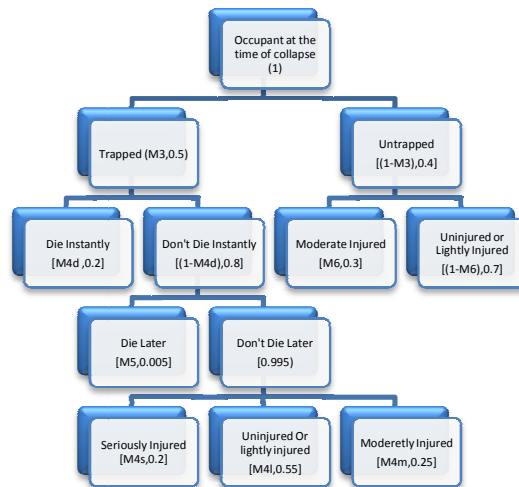 Occupant at the
time of collapse
(1)
Trapped (M3,0.5)
Untrapped
[(1-M3),0.4]
Die Instantly
[M4d ,0.2]
Don't Die Instantly
[(1-M4d),0.8]
Moderate Injured
[M6,0.3]
Uninjured or
Lightly Injured
[(1-M6),0.7]
Die Later
[M5,0.005]
Don't Die Later
[0.995)
Seriously Injured
[M4s,0.2]
Uninjured Or
lightly injured
[M4l,0.55]
Moderetly Injured
[M4m,0.25]